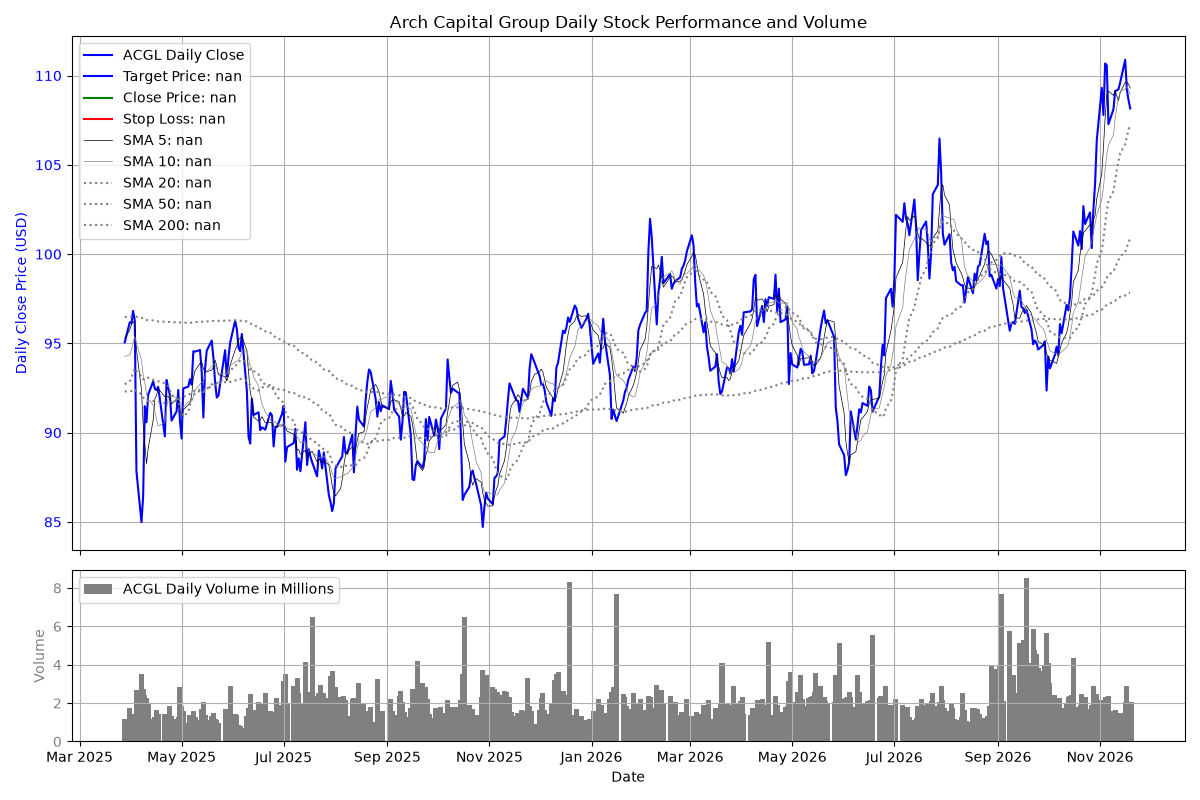 Arch Capital Group Daily Stock Performance and Volume
ACGL Daily Close
Target Price: nan
Close Price: nan
Stop Loss: nan
SMA 5: nan
SMA 10: nan
SMA 20: nan
SMA 50: nan
SMA 200: nan
110
105
100
95
90
85
Daily Close Price (USD)
ACGL Daily Volume in Millions
8
6
4
2
0
Volume
Mar 2025 May 2025 Jul 2025 Sep 2025 Nov 2025 Jan 2026 Mar 2026 May 2026 Jul 2026 Sep 2026 Nov 2026
Date